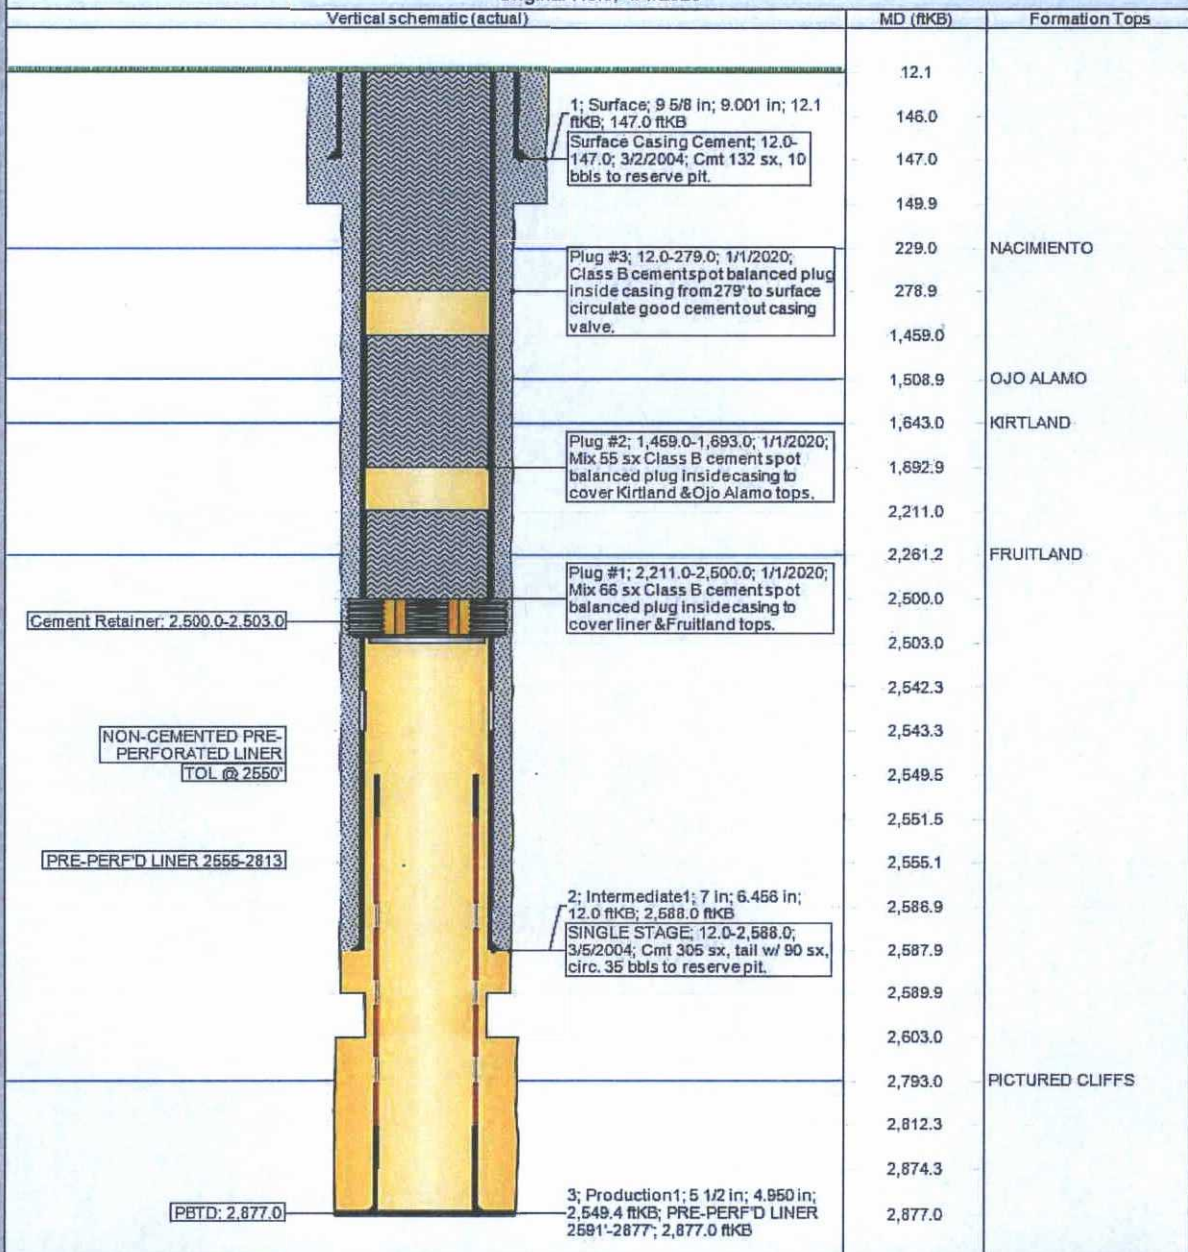 Vertical schematic (actual)
MD (ftKB)
Formation Tops
12.1
1; Surface; 9 5/8 in; 9.001 in; 12.1
ftKB; 147.0 ftKB
146.0
Surface Casing Cement; 12.0-
147.0; 3/2/2004; Cmt 132 sx, 10
bbls to reserve pit.
147.0
149.9
229.0
NACIMIENTO
Plug #3; 12.0-279.0; 1/1/2020;
Class B cement spot balanced plug
inside casing from 279' to surface
circulate good cement out casing
valve.
278.9
1,459.0
1,508.9
OJO ALAMO
1,643.0
KIRTLAND
Plug #2; 1,459.0-1,693.0; 1/1/2020;
Mix 55 sx Class B cement spot
balanced plug inside casing to
cover Kirtland & Ojo Alamo tops.
1,692.9
2,211.0
2,261.2
FRUITLAND
Plug #1; 2,211.0-2,500.0; 1/1/2020;
Mix 66 sx Class B cement spot
balanced plug inside casing to
cover liner & Fruitland tops.
2,500.0
Cement Retainer; 2,500.0-2,503.0
2,503.0
2,542.3
NON-CEMENTED PRE-
PERFORATED LINER
TOL @ 2550'
2,543.3
2,549.5
2,551.5
PRE-PERF'D LINER 2555-2813
2,555.1
2; Intermediate1; 7 in; 6.456 in;
12.0 ftKB; 2,588.0 ftKB
2,586.9
SINGLE STAGE; 12.0-2,588.0;
3/5/2004; Cmt 305 sx, tail w/ 90 sx,
circ. 35 bbls to reserve pit.
2,587.9
2,589.9
2,603.0
2,793.0
PICTURED CLIFFS
2,812.3
2,874.3
PBTD; 2,877.0
3; Production1; 5 1/2 in; 4.950 in;
2,549.4 ftKB; PRE-PERF'D LINER
2591'-2877'; 2,877.0 ftKB
2,877.0